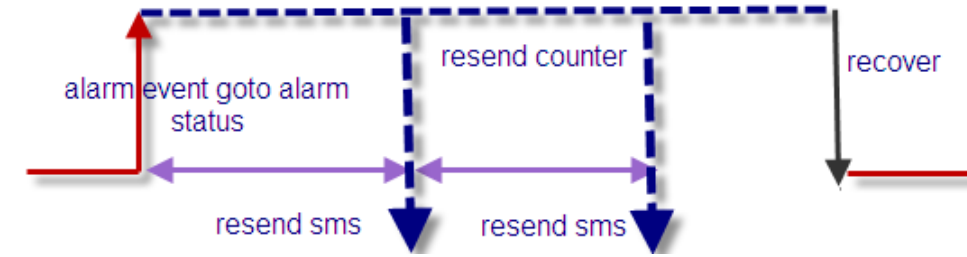 resend counter
recover
alarm event goto alarm
status
resend sms
resend sms